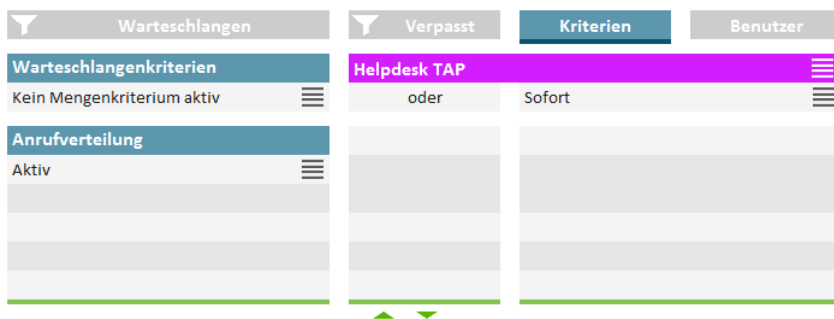 Warteschlangen
Verpasst
Kriterien
Benutzer
Warteschlangenkriterien
Helpdesk TAP
Kein Mengenkriterium aktiv
oder
Sofort
Anrufverteilung
Aktiv